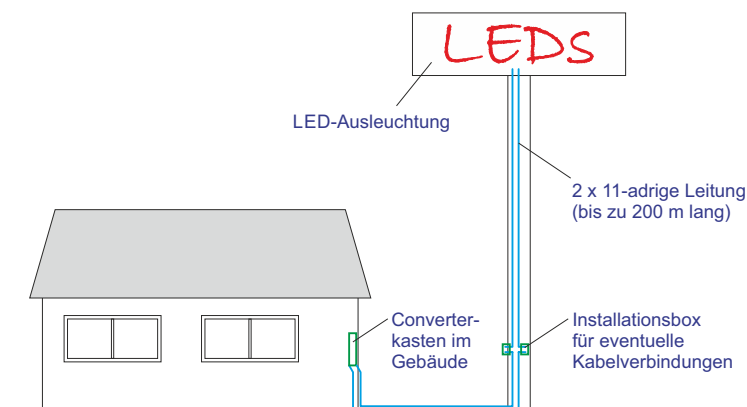 LEDS
LED-Ausleuchtung
2 x 11-adrige Leitung
(bis zu 200 m lang)
Converter-
kasten im
Gebäude
Installationsbox
für eventuelle
Kabelverbindungen